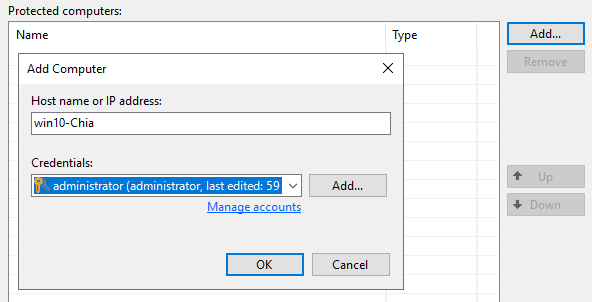 Protected computers:
Name Type
Add...
Remove
Add Computer
Host name or IP address:
win10-Chia
Credentials:
administrator (administrator, last edited: 59
Add...
Manage accounts
OK Cancel
Up
Down